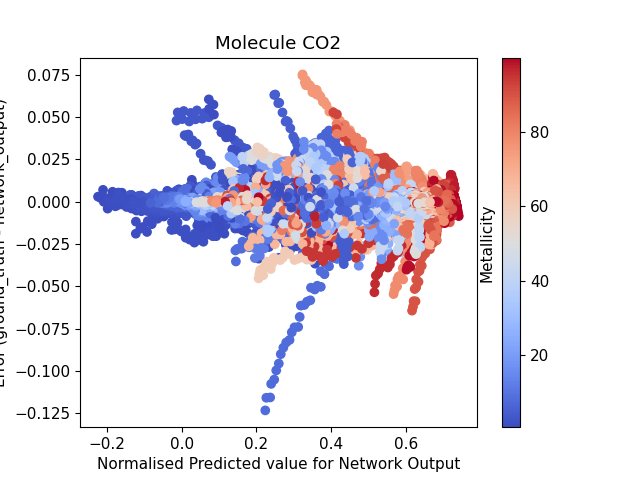 Molecule CO2
0.075
0.050
0.025
0.000
−0.025
−0.050
−0.075
−0.100
−0.125
−0.2 0.0 0.2 0.4 0.6
Normalised Predicted value for Network Output
Error (ground_truth - network_output)
80
60
40
20
Metallicity